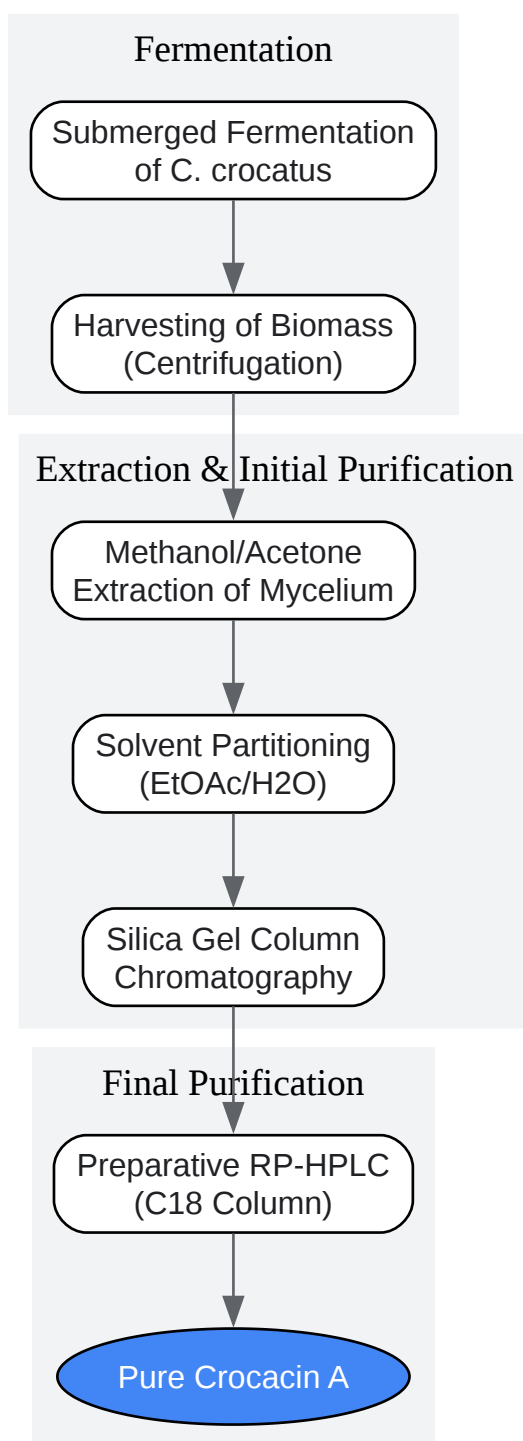 Fermentation
Submerged Fermentation
of C. crocatus
Harvesting of Biomass
(Centrifugation)
Extraction & Initial Purification
Methanol/Acetone
Extraction of Mycelium
Solvent Partitioning
(EtOAc/H2O)
Silica Gel Column
Chromatography
Final Purification
Preparative RP-HPLC
(C18 Column)
Pure Crocacin A